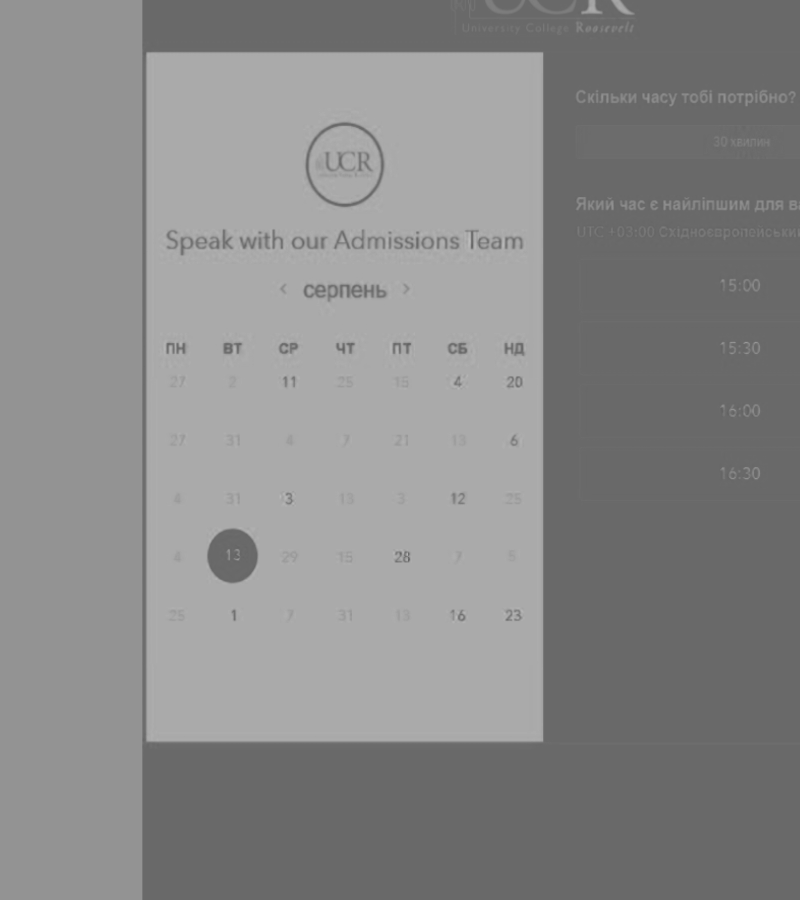 UCR
University College Roosevelt
UCR
Speak with our Admissions Team
< серпень >
ПН ВТ СР ЧТ ПТ СБ НД
27 2 11 25 15 4 20
27 31 4 7 21 13 6
4 31 3 13 3 12 25
4 13 29 15 28 7 5
25 1 7 31 13 16 23
Скільки часу тобі потрібно?
30 хвилин
Який час є найліпшим для ва
UTC +03:00 Східноєвропейськи
15:00
15:30
16:00
16:30